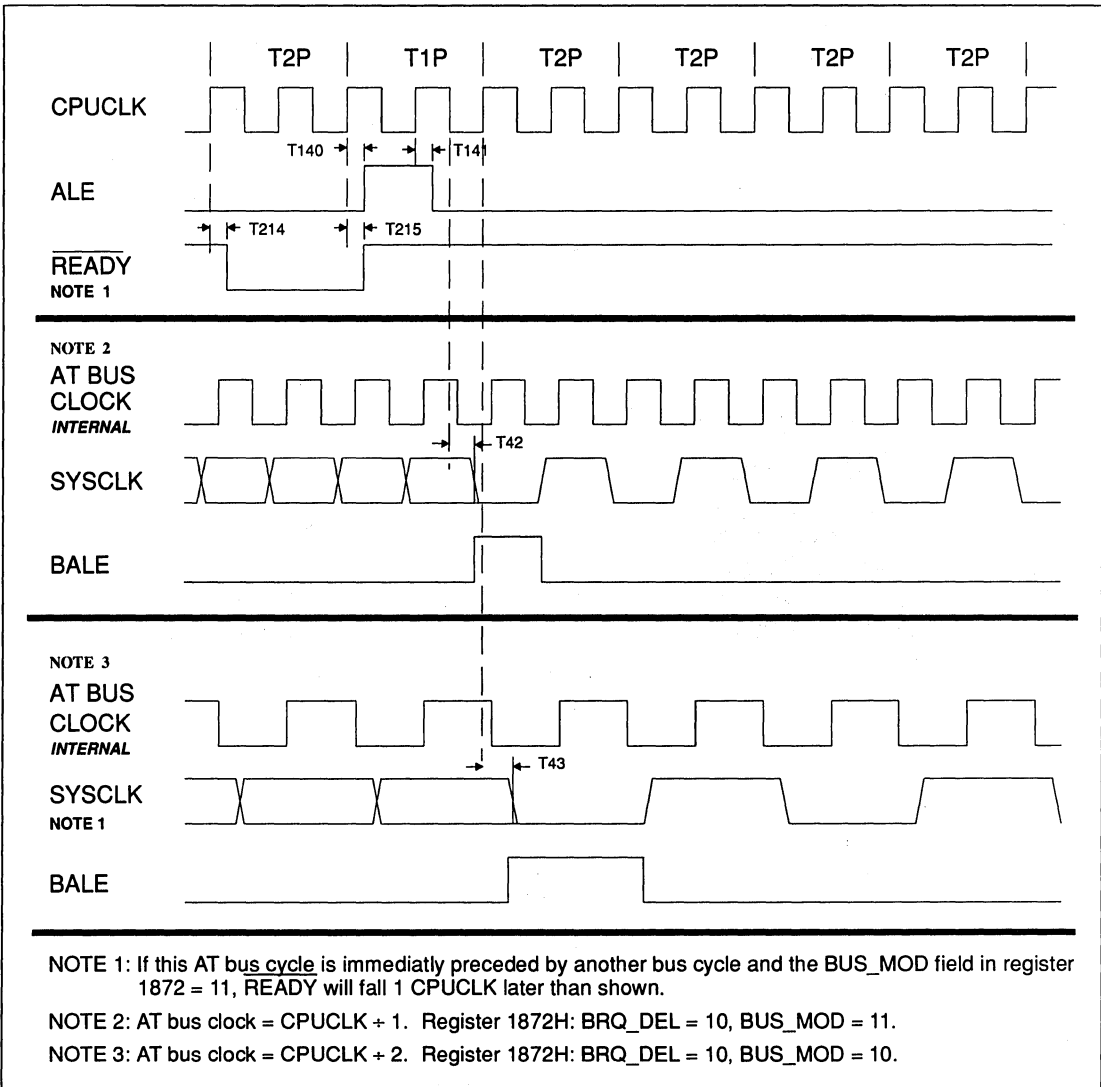 T2P T1P T2P T2P T2P T2P
CPUCLK
T140 T141
ALE
T214 T215
READY
NOTE 1
NOTE 2
AT BUS
CLOCK
INTERNAL
T42
SYSCLK
BALE
NOTE 3
AT BUS
CLOCK
INTERNAL
T43
SYSCLK
NOTE 1
BALE
NOTE 1: If this AT bus cycle is immediatly preceded by another bus cycle and the BUS_MOD field in register
1872 = 11, READY will fall 1 CPUCLK later than shown.
NOTE 2: AT bus clock = CPUCLK ÷ 1. Register 1872H: BRQ_DEL = 10, BUS_MOD = 11.
NOTE 3: AT bus clock = CPUCLK ÷ 2. Register 1872H: BRQ_DEL = 10, BUS_MOD = 10.